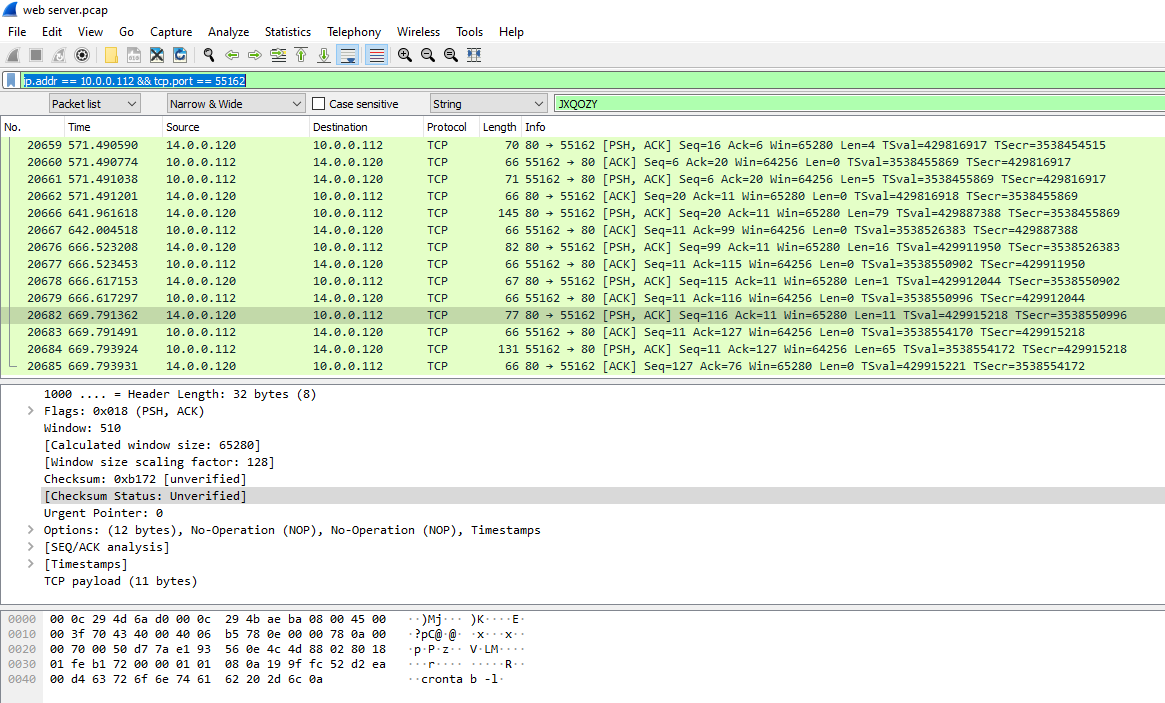 web server.pcap
File Edit View Go Capture Analyze Statistics Telephony Wireless Tools Help
ip.addr == 10.0.0.112 && tcp.port == 55162
Packet list Narrow & Wide Case sensitive String JXQOZY
No. Time Source Destination Protocol Length Info
20659 571.490590 14.0.0.120 10.0.0.112 TCP 70 80 → 55162 [PSH, ACK] Seq=16 Ack=6 Win=65280 Len=4 TSval=429816917 TSecr=3538454515
20660 571.490774 10.0.0.112 14.0.0.120 TCP 66 55162 → 80 [ACK] Seq=6 Ack=20 Win=64256 Len=0 TSval=3538455869 TSecr=429816917
20661 571.491038 10.0.0.112 14.0.0.120 TCP 71 55162 → 80 [PSH, ACK] Seq=6 Ack=20 Win=64256 Len=5 TSval=3538455869 TSecr=429816917
20662 571.491201 14.0.0.120 10.0.0.112 TCP 66 80 → 55162 [ACK] Seq=20 Ack=11 Win=65280 Len=0 TSval=429816918 TSecr=3538455869
20666 641.961618 14.0.0.120 10.0.0.112 TCP 145 80 → 55162 [PSH, ACK] Seq=20 Ack=11 Win=65280 Len=79 TSval=429887388 TSecr=3538455869
20667 642.004518 10.0.0.112 14.0.0.120 TCP 66 55162 → 80 [ACK] Seq=11 Ack=99 Win=64256 Len=0 TSval=3538526383 TSecr=429887388
20676 666.523208 14.0.0.120 10.0.0.112 TCP 82 80 → 55162 [PSH, ACK] Seq=99 Ack=11 Win=65280 Len=16 TSval=429911950 TSecr=3538526383
20677 666.523453 10.0.0.112 14.0.0.120 TCP 66 55162 → 80 [ACK] Seq=11 Ack=115 Win=64256 Len=0 TSval=3538550902 TSecr=429911950
20678 666.617153 14.0.0.120 10.0.0.112 TCP 67 80 → 55162 [PSH, ACK] Seq=115 Ack=11 Win=65280 Len=1 TSval=429912044 TSecr=3538550902
20679 666.617297 10.0.0.112 14.0.0.120 TCP 66 55162 → 80 [ACK] Seq=11 Ack=116 Win=64256 Len=0 TSval=3538550996 TSecr=429912044
20682 669.791362 14.0.0.120 10.0.0.112 TCP 77 80 → 55162 [PSH, ACK] Seq=116 Ack=11 Win=65280 Len=11 TSval=429915218 TSecr=3538550996
20683 669.791491 10.0.0.112 14.0.0.120 TCP 66 55162 → 80 [ACK] Seq=11 Ack=127 Win=64256 Len=0 TSval=3538554170 TSecr=429915218
20684 669.793924 10.0.0.112 14.0.0.120 TCP 131 55162 → 80 [PSH, ACK] Seq=11 Ack=127 Win=64256 Len=65 TSval=3538554172 TSecr=429915218
20685 669.793931 14.0.0.120 10.0.0.112 TCP 66 80 → 55162 [ACK] Seq=127 Ack=76 Win=65280 Len=0 TSval=429915221 TSecr=3538554172
1000 .... = Header Length: 32 bytes (8)
Flags: 0x018 (PSH, ACK)
Window: 510
[Calculated window size: 65280]
[Window size scaling factor: 128]
Checksum: 0xb172 [unverified]
[Checksum Status: Unverified]
Urgent Pointer: 0
Options: (12 bytes), No-Operation (NOP), No-Operation (NOP), Timestamps
[SEQ/ACK analysis]
[Timestamps]
TCP payload (11 bytes)
0000 00 0c 29 4d 6a d0 00 0c 29 4b ae ba 08 00 45 00 ··)Mj··· )K····E·
0010 00 3f 70 43 40 00 40 06 b5 78 0e 00 00 78 0a 00 ·?pC@·@· ·x···x··
0020 00 70 00 50 d7 7a e1 93 56 0e 4c 4d 88 02 80 18 ·p·P·z·· V·LM····
0030 01 fe b1 72 00 00 01 01 08 0a 19 9f fc 52 d2 ea ···r···· ·····R··
0040 00 d4 63 72 6f 6e 74 61 62 20 2d 6c 0a ··cronta b -l·